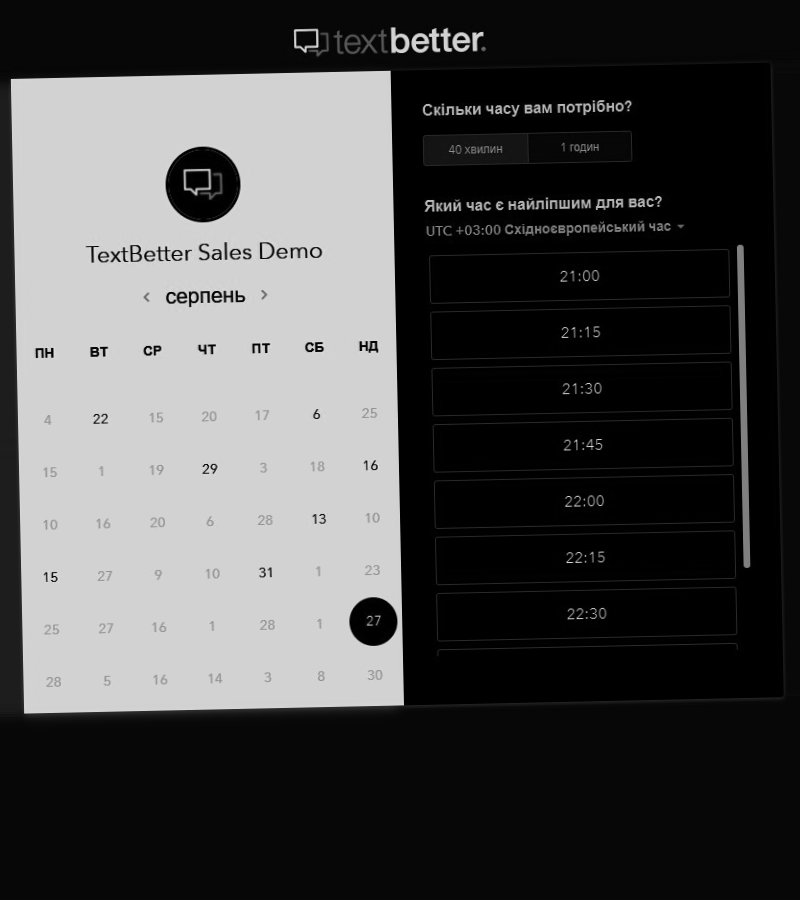 textbetter.
TextBetter Sales Demo
серпень
ПН ВТ СР ЧТ ПТ СБ НД
4 22 15 20 17 6 25
15 1 19 29 3 18 16
10 16 20 6 28 13 10
15 27 9 10 31 1 23
25 27 16 1 28 1 27
28 5 16 14 3 8 30
Скільки часу вам потрібно?
40 хвилин 1 годин
Який час є найліпшим для вас?
UTC +03:00 Східноєвропейський час
21:00
21:15
21:30
21:45
22:00
22:15
22:30